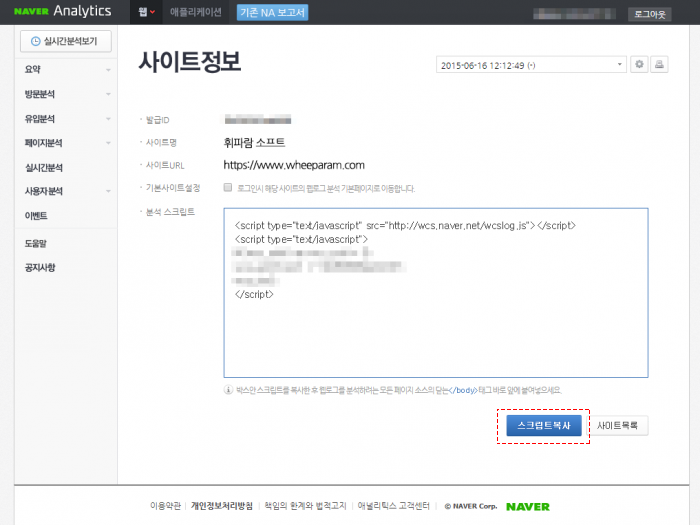 NAVER Analytics
웹
애플리케이션
기존 NA 보고서
로그아웃
실시간분석보기
요약
방문분석
유입분석
페이지분석
실시간분석
사용자분석
이벤트
도움말
공지사항
사이트정보
2015-06-16 12:12:49 (-)
발급ID
사이트명 휘파람 소프트
사이트URL https://www.wheeparam.com
기본사이트설정 로그인시 해당 사이트의 웹로그 분석 기본페이지로 이동합니다.
분석 스크립트
<script type="text/javascript" src="http://wcs.naver.net/wcslog.js"></script>
<script type="text/javascript">
</script>
박스안 스크립트를 복사한 후 웹로그를 분석하려는 모든 페이지 소스의 닫는</body>태그 바로 앞에 붙여넣으세요.
스크립트복사
사이트목록
이용약관 | 개인정보처리방침 | 책임의 한계와 법적고지 | 애널리틱스 고객센터 | © NAVER Corp. NAVER